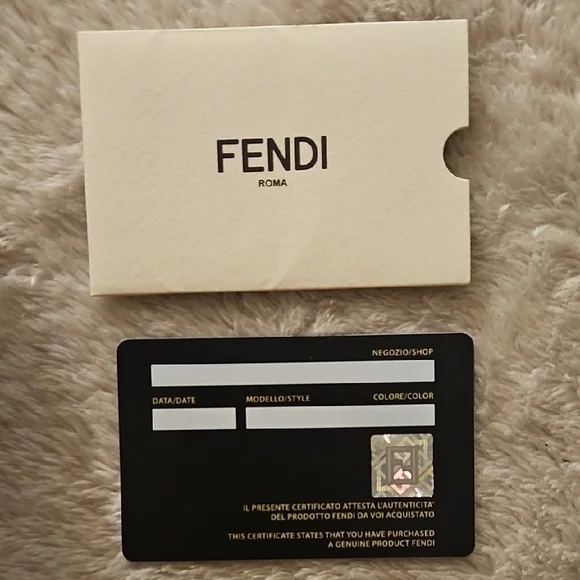 FENDI
ROMA
NEGOZIO/SHOP
DATA/DATE MODELLO/STYLE COLORE/COLOR
IL PRESENTE CERTIFICATO ATTESTA L'AUTENTICITA'
DEL PRODOTTO FENDI DA VOI ACQUISTATO
THIS CERTIFICATE STATES THAT YOU HAVE PURCHASED
A GENUINE PRODUCT FENDI